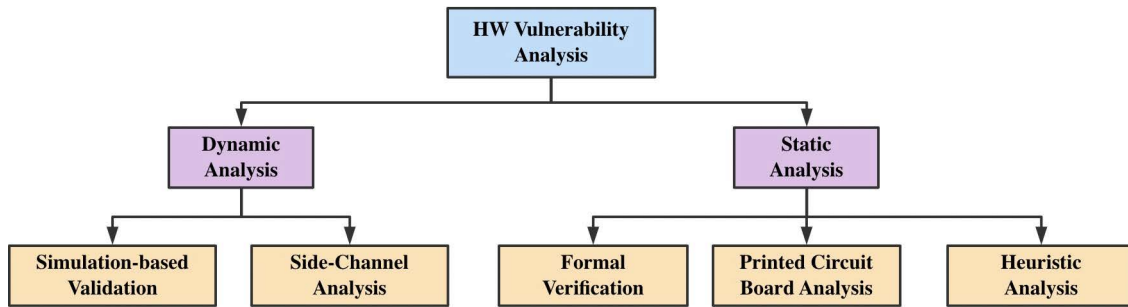 HW Vulnerability
Analysis
Dynamic
Analysis
Static
Analysis
Simulation-based
Validation
Side-Channel
Analysis
Formal
Verification
Printed Circuit
Board Analysis
Heuristic
Analysis